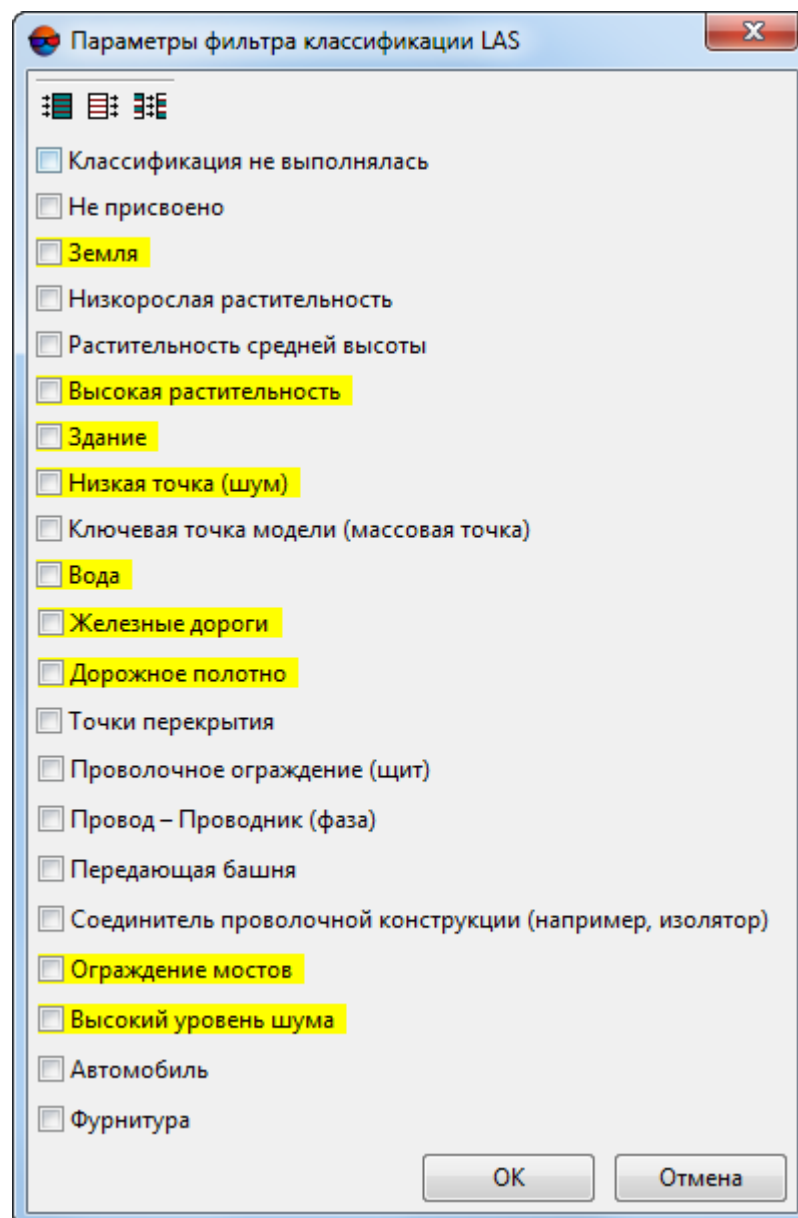 Параметры фильтра классификации LAS
Классификация не выполнялась
Не присвоено
Земля
Низкорослая растительность
Растительность средней высоты
Высокая растительность
Здание
Низкая точка (шум)
Ключевая точка модели (массовая точка)
Вода
Железные дороги
Дорожное полотно
Точки перекрытия
Проволочное ограждение (щит)
Провод – Проводник (фаза)
Передающая башня
Соединитель проволочной конструкции (например, изолятор)
Ограждение мостов
Высокий уровень шума
Автомобиль
Фурнитура
OK Отмена